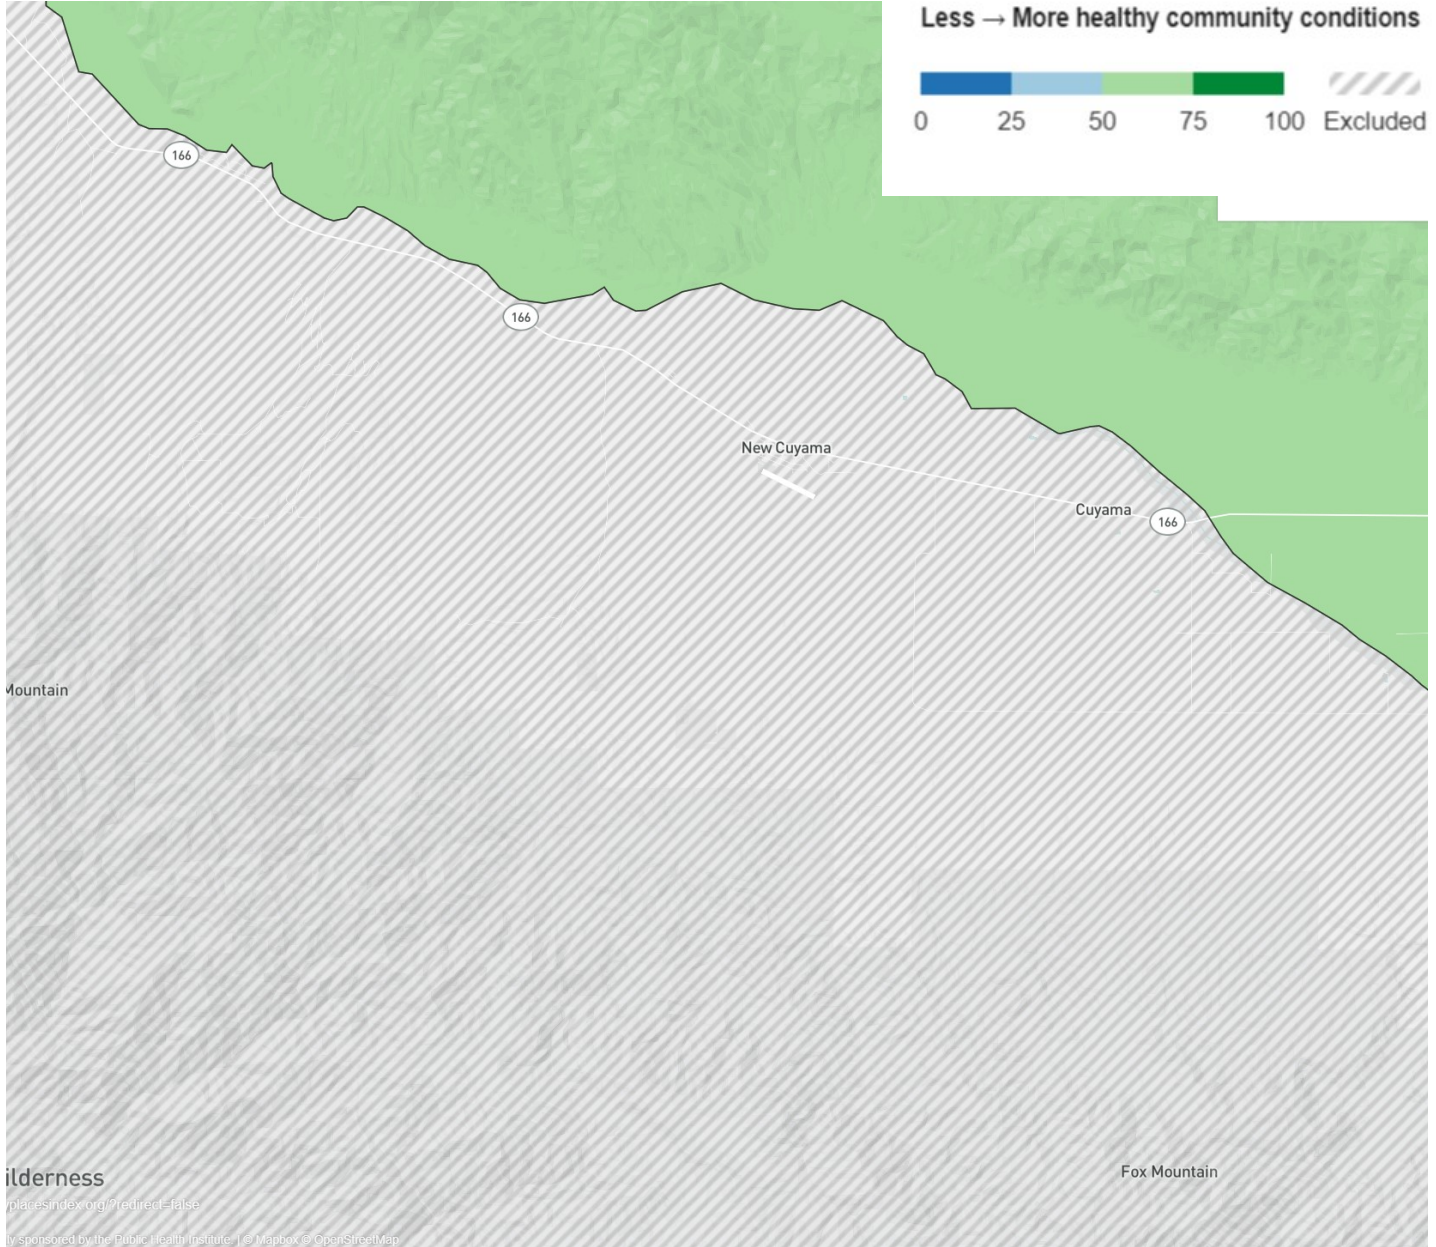 Less → More healthy community conditions
0 25 50 75 100 Excluded
166
166
New Cuyama
Cuyama
166
Mountain
Fox Mountain
ilderness
placesindex.org/?redirect=false
ly sponsored by the Public Health Institute. | © Mapbox © OpenStreetMap